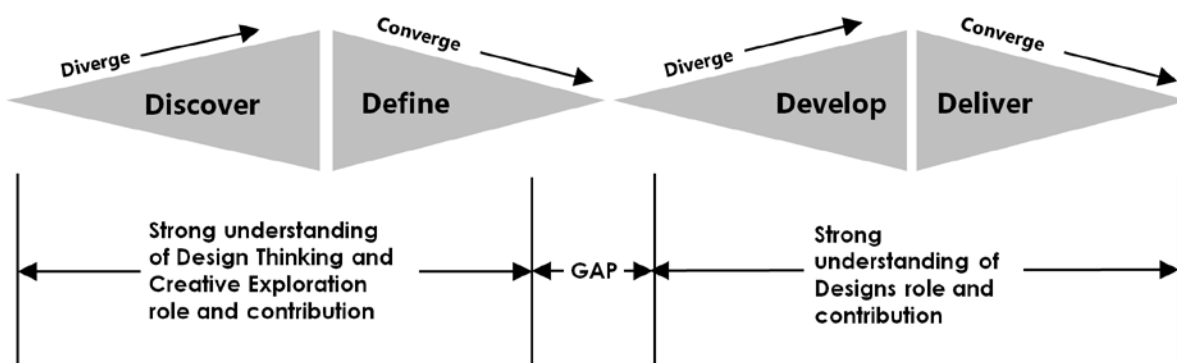 Diverge
Converge
Diverge
Converge
Discover
Define
Develop
Deliver
Strong understanding
of Design Thinking and
Creative Exploration
role and contribution
GAP
Strong
understanding of
Designs role and
contribution